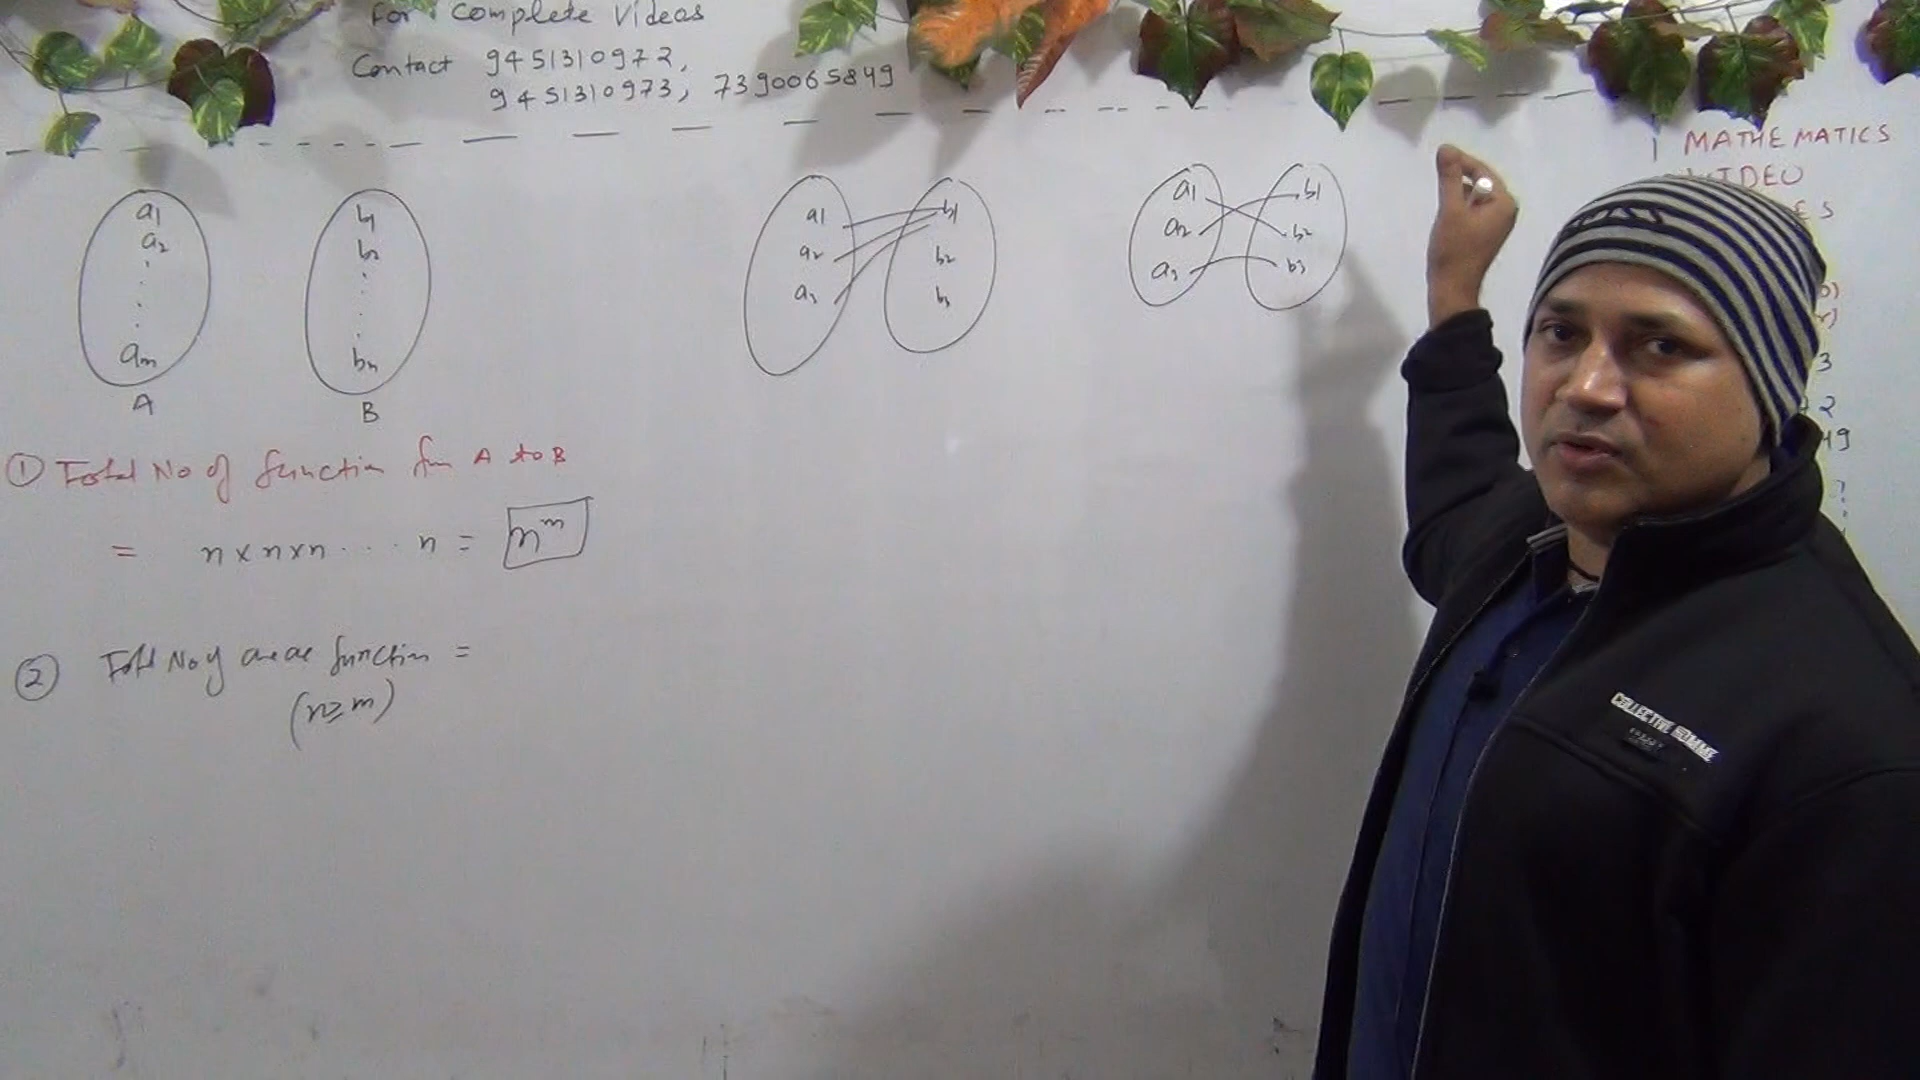 For Complete Videos
Contact 9451310972,
9451310973, 7390065849
MATHEMATICS
VIDEO
a1
a2
am
A
b1
b2
bn
B
a1
a2
a3
b1
b2
b3
a1
a2
a3
b1
b2
b3
① Total No of function from A to B
= n x n x n .... n = n^m
② Total No of one one function =
(n ≥ m)